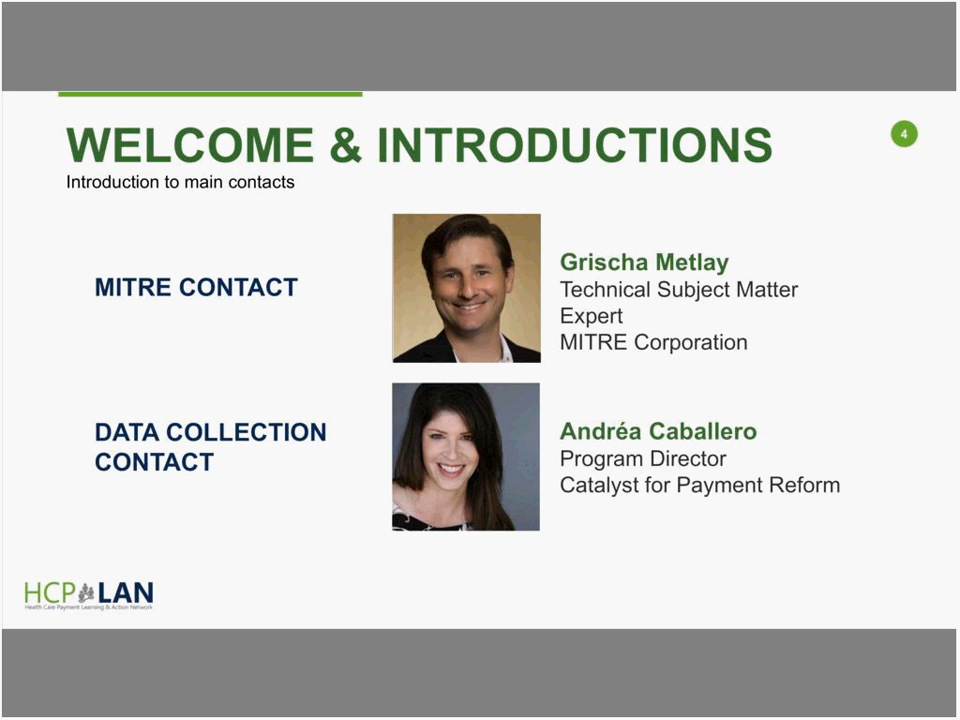 WELCOME & INTRODUCTIONS
4
Introduction to main contacts
MITRE CONTACT
Grischa Metlay
Technical Subject Matter
Expert
MITRE Corporation
DATA COLLECTION
CONTACT
Andréa Caballero
Program Director
Catalyst for Payment Reform
HCP LAN
Health Care Payment Learning & Action Network